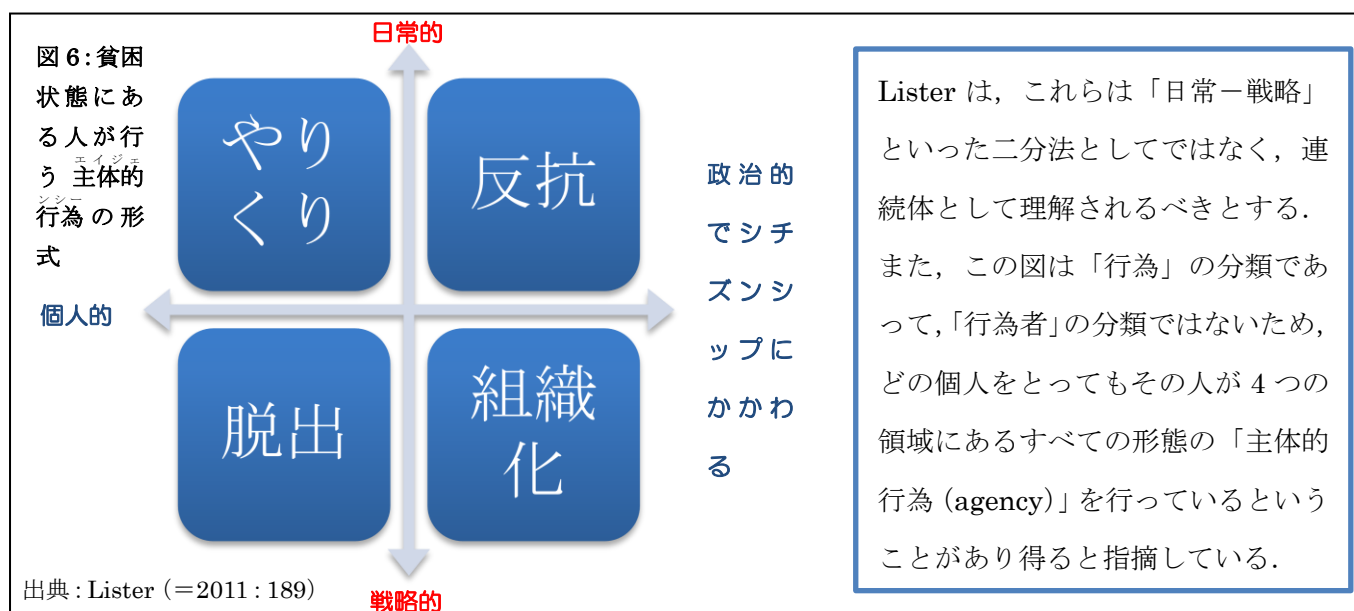 日常的
図6:貧困
状態にあ
る人が行
う 主体的
エイジェ
行為の形
ンシー
式
やり
くり
反抗
個人的
政治的
でシチ
ズンシ
ップに
かかわ
る
脱出
組織
化
戦略的
出典:Lister(=2011:189)
Lister は,これらは「日常-戦略」
といった二分法としてではなく,連
続体として理解されるべきとする.
また,この図は「行為」の分類であ
って,「行為者」の分類ではないため,
どの個人をとってもその人が 4 つの
領域にあるすべての形態の「主体的
行為(agency)」を行っているという
ことがあり得ると指摘している.